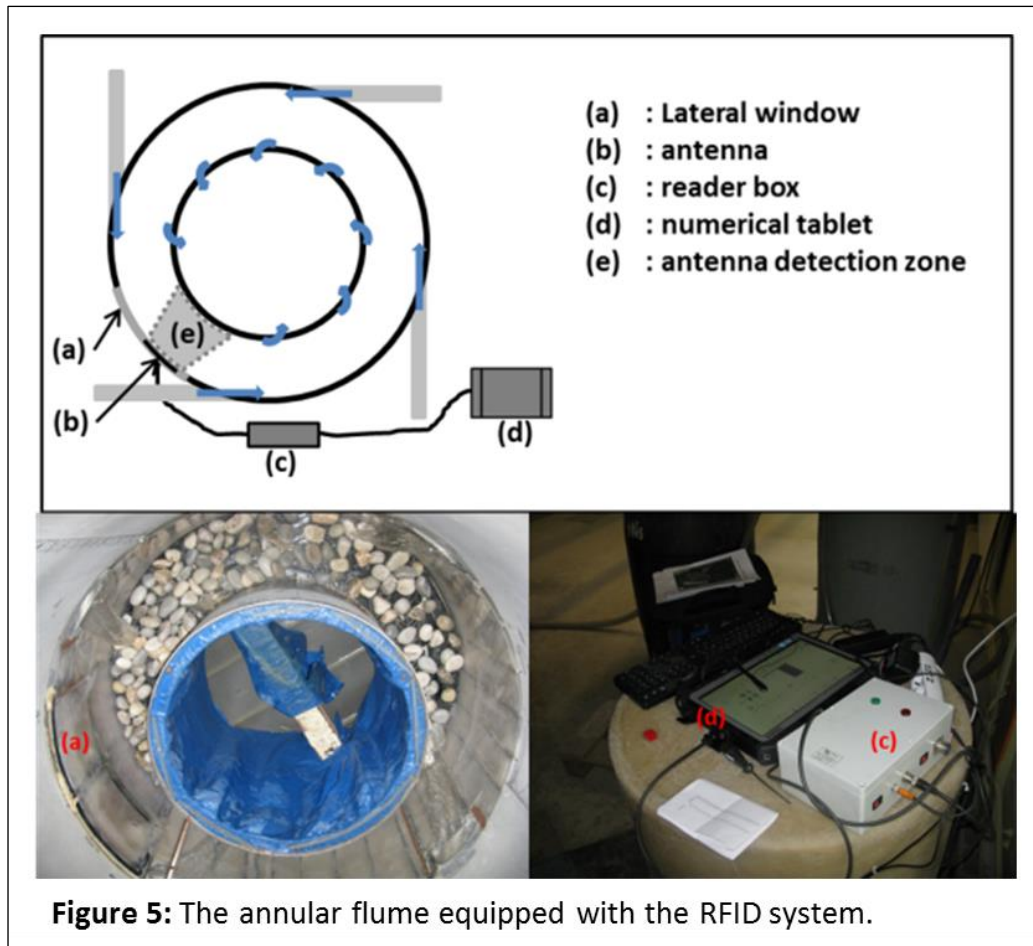 (a) : Lateral window
(b) : antenna
(c) : reader box
(d) : numerical tablet
(e) : antenna detection zone
(e)
(a)
(b)
(c)
(d)
(a)
(d)
(c)
Figure 5: The annular flume equipped with the RFID system.